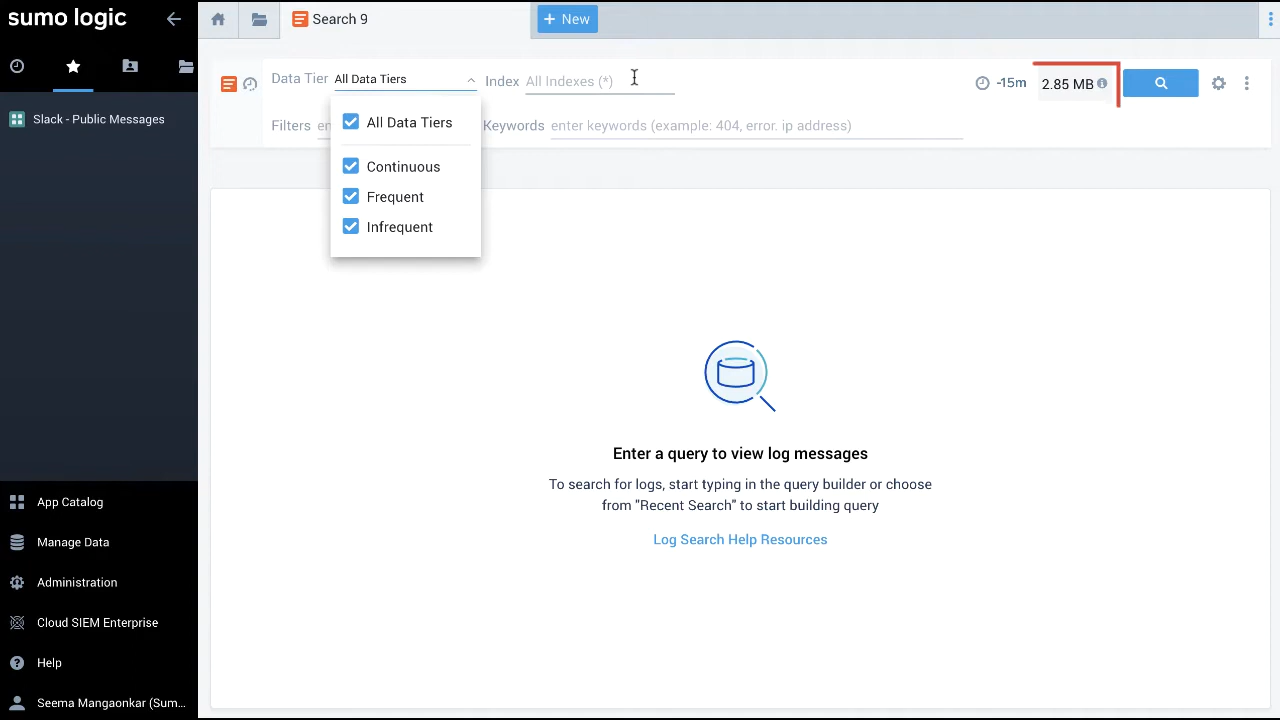 sumo logic
Search 9
+ New
Data Tier All Data Tiers
Index All Indexes (*)
-15m
2.85 MB
Filters en
Keywords enter keywords (example: 404, error. ip address)
All Data Tiers
Continuous
Frequent
Infrequent
Slack - Public Messages
Enter a query to view log messages
To search for logs, start typing in the query builder or choose
from "Recent Search" to start building query
Log Search Help Resources
App Catalog
Manage Data
Administration
Cloud SIEM Enterprise
Help
Seema Mangaonkar (Sum...